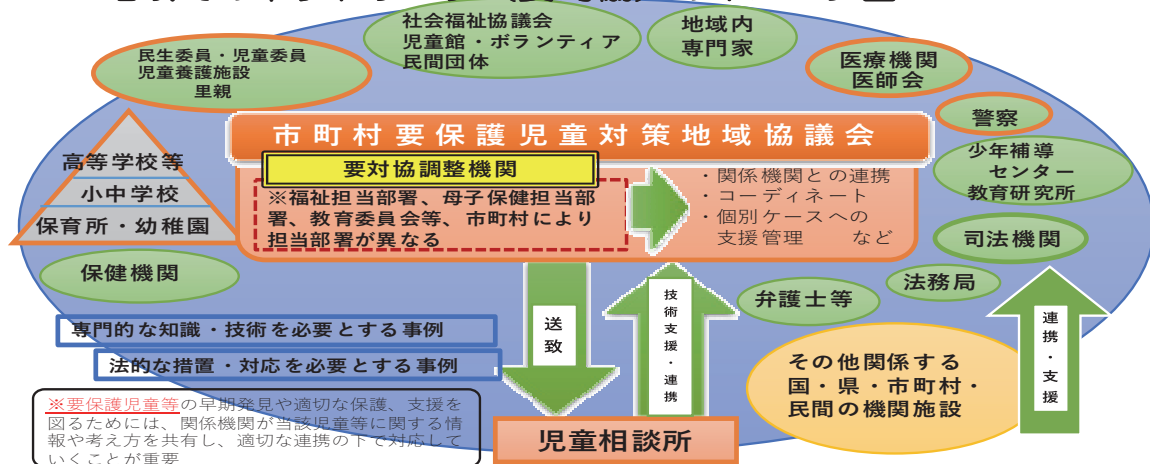 社会福祉協議会
児童館・ボランティア
民間団体
地域内
専門家
民生委員・児童委員
児童養護施設
里親
医療機関
医師会
市町村要保護児童対策地域協議会
警察
要対協調整機関
高等学校等
小中学校
保育所・幼稚園
※福祉担当部署、母子保健担当部
署、教育委員会等、市町村により
担当部署が異なる
・関係機関との連携
・コーディネート
・個別ケースへの
支援管理 など
少年補導
センター
教育研究所
司法機関
保健機関
法務局
弁護士等
送致
技術支援・連携
連携・支援
専門的な知識・技術を必要とする事例
法的な措置・対応を必要とする事例
その他関係する
国・県・市町村・
民間の機関施設
※要保護児童等の早期発見や適切な保護、支援を
図るためには、関係機関が当該児童等に関する情
報や考え方を共有し、適切な連携の下で対応して
いくことが重要
児童相談所